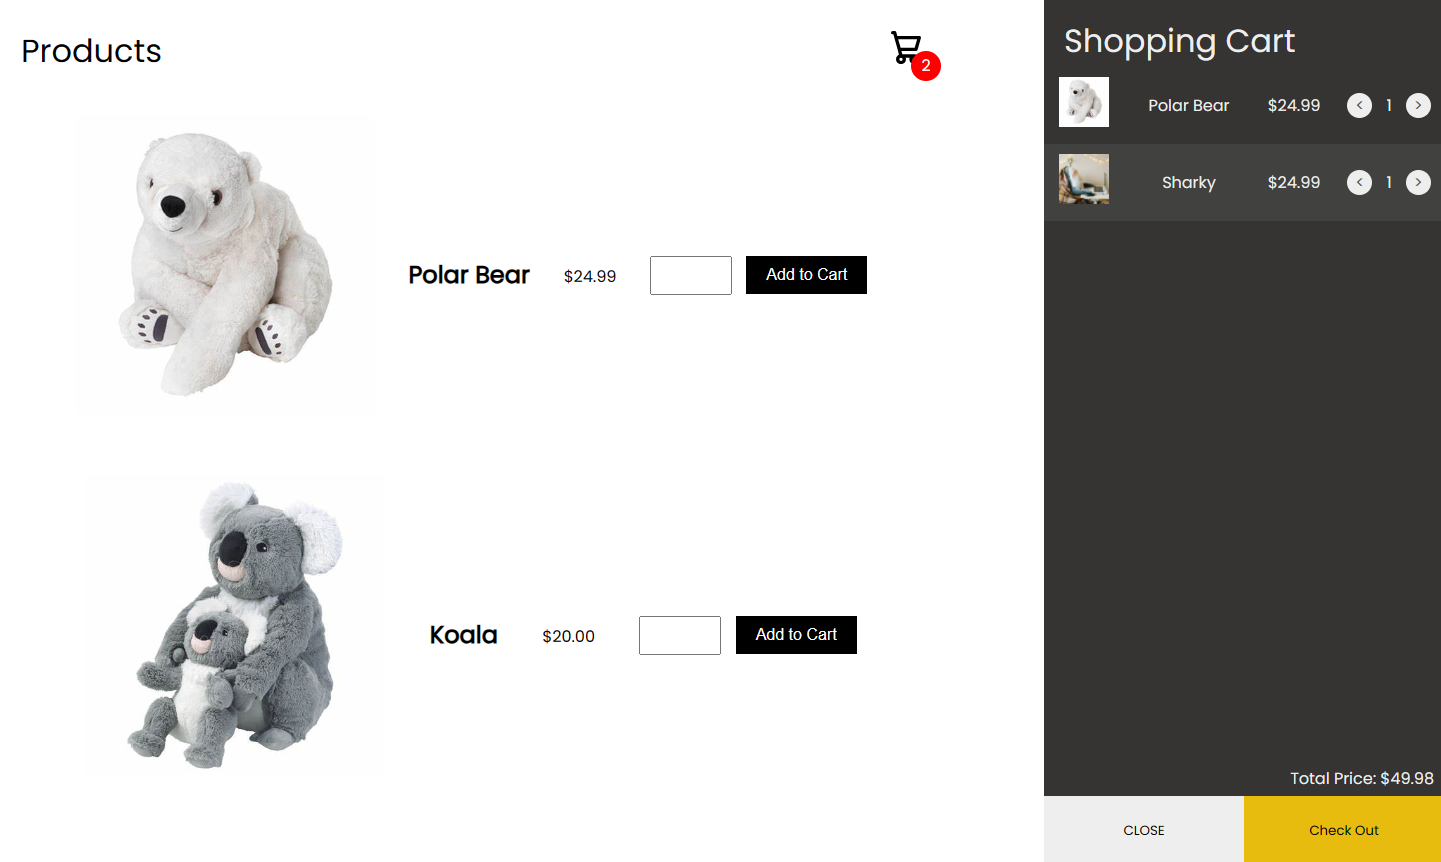 Products
2
Polar Bear $24.99 Add to Cart
Koala $20.00 Add to Cart
Shopping Cart
Polar Bear $24.99 < 1 >
Sharky $24.99 < 1 >
Total Price: $49.98
CLOSE Check Out